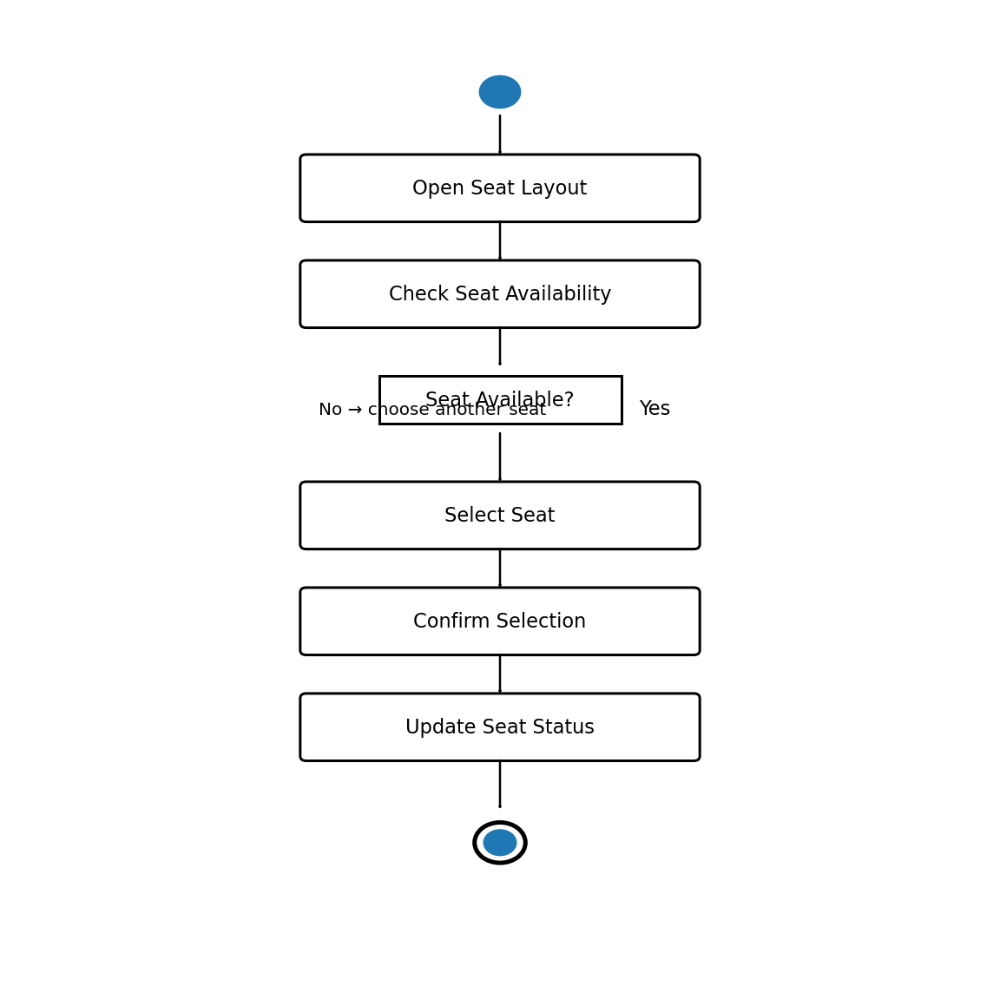 Open Seat Layout
Check Seat Availability
Seat Available?
No → choose another seat
Yes
Select Seat
Confirm Selection
Update Seat Status